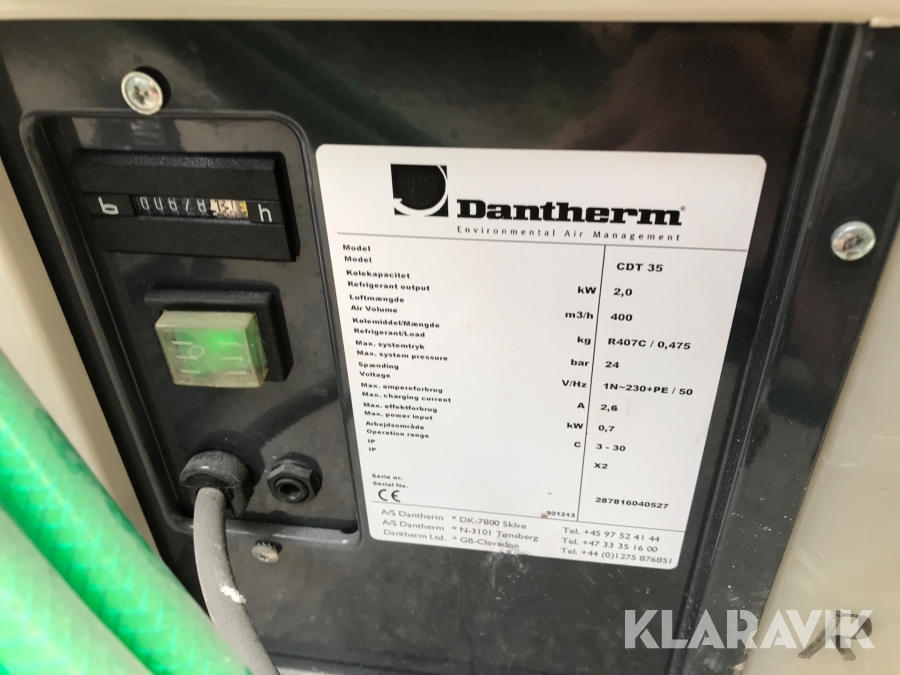 Dantherm
Environmental Air Management
Model
Model CDT 35
Kølekapacitet
Refrigerant output kW 2,0
Luftmængde
Air Volume m3/h 400
Kølemiddel/Mængde
Refrigerant/Load kg R407C / 0,475
Max. systemtryk
Max. system pressure bar 24
Spænding
Voltage V/Hz 1N~230+PE / 50
Max. ampereforbrug
Max. charging current A 2,6
Max. effektforbrug
Max. power input kW 0,7
Arbejdsområde
Operation range C 3 - 30
IP
IP X2
Serie nr.
Serial No. 287816040527
CE 021213
A/S Dantherm * DK-7800 Skive Tel. +45 97 52 41 44
A/S Dantherm * N-3101 Tønsberg Tel. +47 33 35 16 00
Dantherm Ltd. * GB-Clevedon Tel. +44 (0)1275 876851
h
KLARAVIK